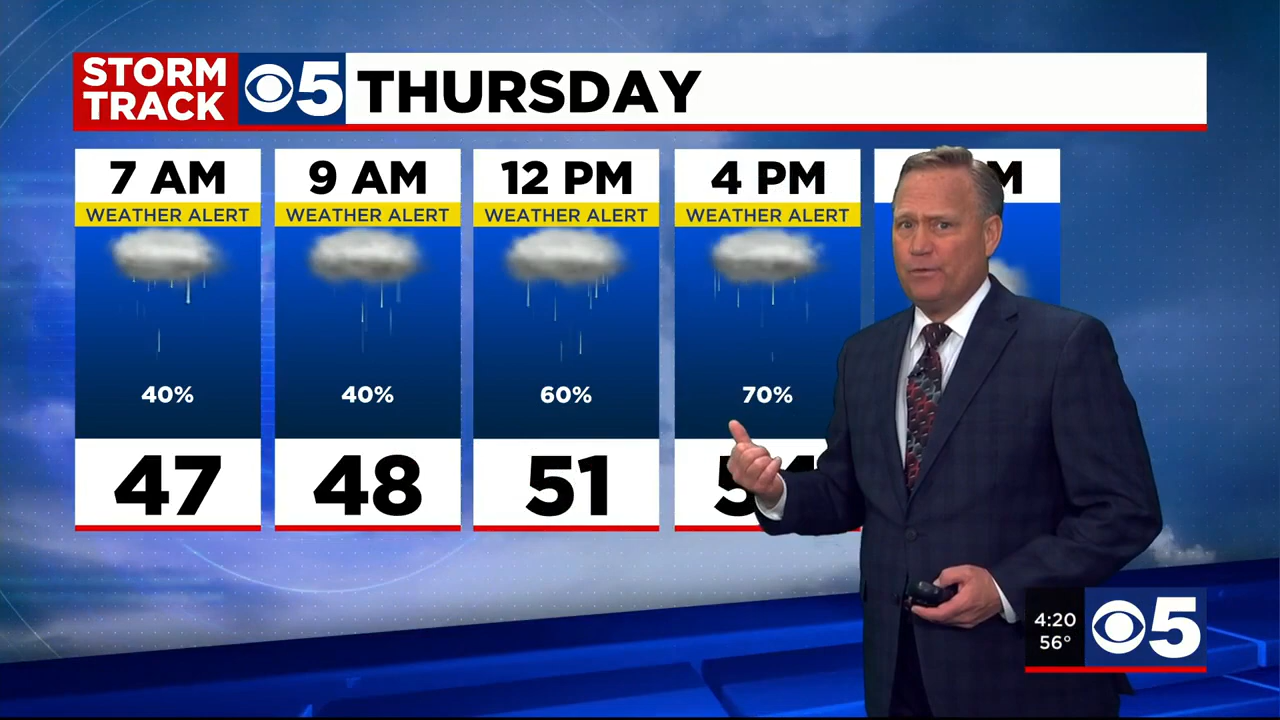 STORM
TRACK
5
THURSDAY
7 AM
9 AM
12 PM
4 PM
WEATHER ALERT
WEATHER ALERT
WEATHER ALERT
WEATHER ALERT
40%
40%
60%
70%
47
48
51
4:20
56°
5